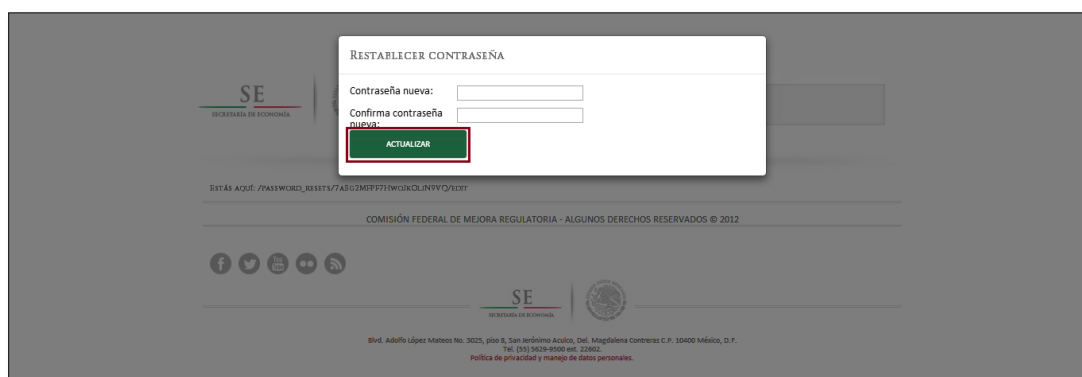 RESTABLECER CONTRASEÑA
Contraseña nueva:
Confirma contraseña
nueva:
ACTUALIZAR
SE
SECRETARÍA DE ECONOMÍA
ESTÁS AQUÍ: /PASSWORD_RESETS/
COMISIÓN FEDERAL DE MEJORA REGULATORIA - ALGUNOS DERECHOS RESERVADOS © 2012
You
Tube
SE
SECRETARÍA DE ECONOMÍA
Blvd. Adolfo López Mateos No. 3025, piso 8, San Jerónimo Aculco, Del. Magdalena Contreras C.P. 10400 México, D.F.
Tel. (55) 5629-9500 ext. 22602.
Política de privacidad y manejo de datos personales.